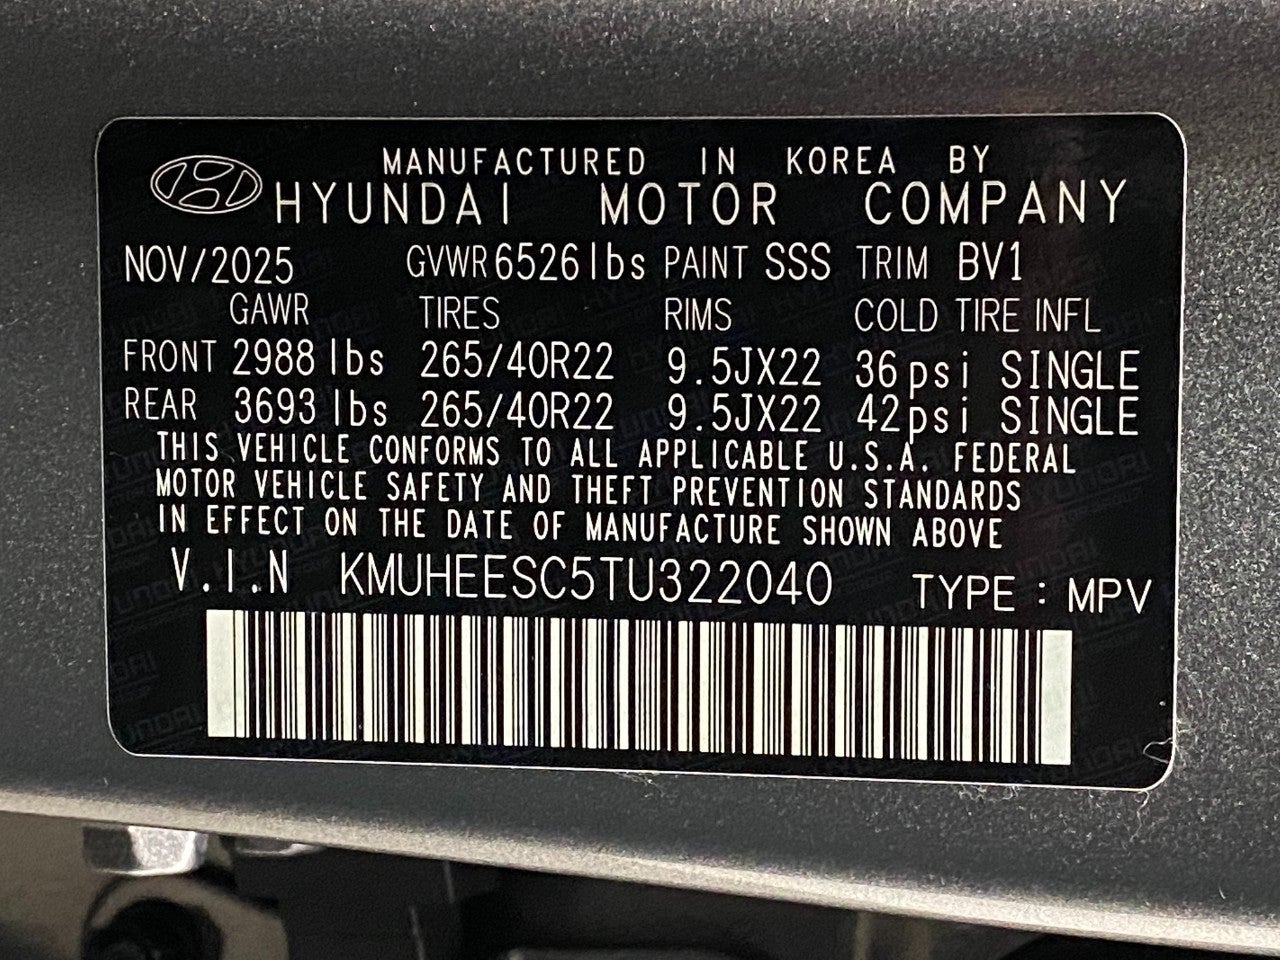 MANUFACTURED IN KOREA BY
HYUNDAI MOTOR COMPANY
NOV/2025 GVWR 6526lbs PAINT SSS TRIM BV1
GAWR TIRES RIMS COLD TIRE INFL
FRONT 2988 lbs 265/40R22 9.5JX22 36psi SINGLE
REAR 3693 lbs 265/40R22 9.5JX22 42psi SINGLE
THIS VEHICLE CONFORMS TO ALL APPLICABLE U.S.A. FEDERAL
MOTOR VEHICLE SAFETY AND THEFT PREVENTION STANDARDS
IN EFFECT ON THE DATE OF MANUFACTURE SHOWN ABOVE
V.I.N KMUHEESC5TU322040 TYPE : MPV